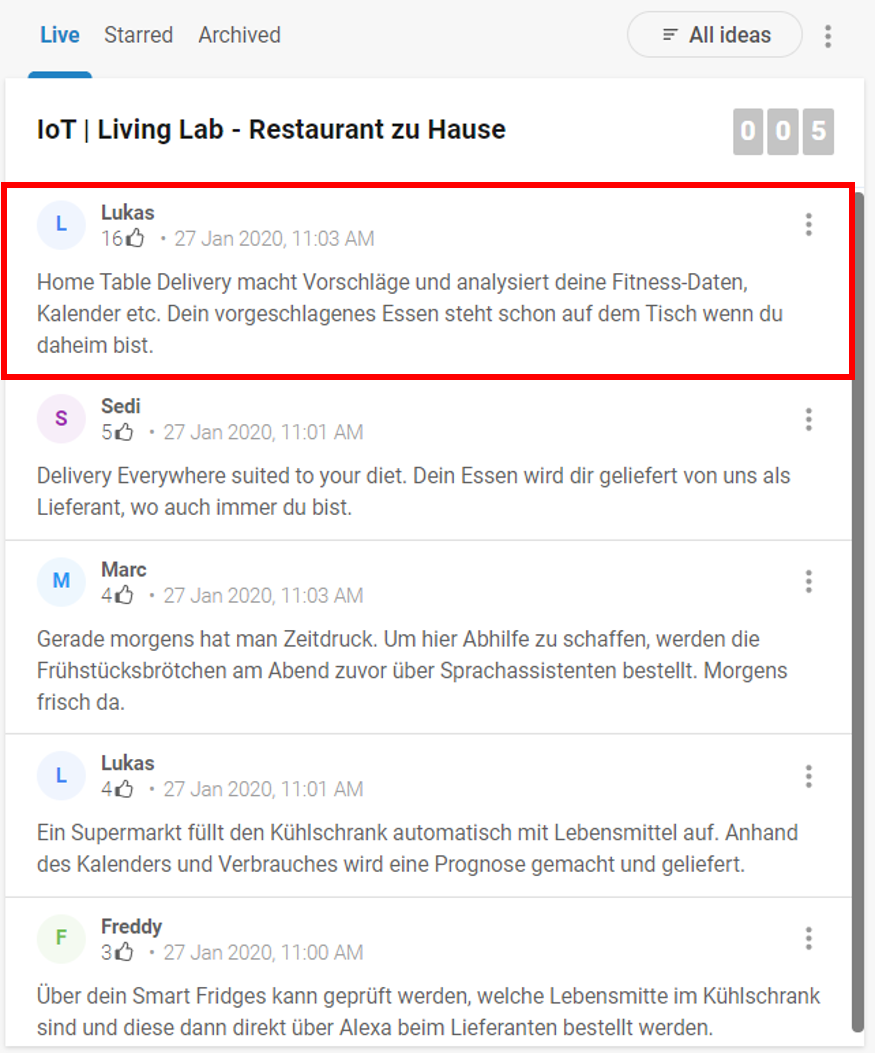 Live Starred Archived All ideas
IoT | Living Lab - Restaurant zu Hause 0 0 5
L Lukas
16 • 27 Jan 2020, 11:03 AM
Home Table Delivery macht Vorschläge und analysiert deine Fitness-Daten,
Kalender etc. Dein vorgeschlagenes Essen steht schon auf dem Tisch wenn du
daheim bist.
S Sedi
5 • 27 Jan 2020, 11:01 AM
Delivery Everywhere suited to your diet. Dein Essen wird dir geliefert von uns als
Lieferant, wo auch immer du bist.
M Marc
4 • 27 Jan 2020, 11:03 AM
Gerade morgens hat man Zeitdruck. Um hier Abhilfe zu schaffen, werden die
Frühstücksbrötchen am Abend zuvor über Sprachassistenten bestellt. Morgens
frisch da.
L Lukas
4 • 27 Jan 2020, 11:01 AM
Ein Supermarkt füllt den Kühlschrank automatisch mit Lebensmittel auf. Anhand
des Kalenders und Verbrauches wird eine Prognose gemacht und geliefert.
F Freddy
3 • 27 Jan 2020, 11:00 AM
Über dein Smart Fridges kann geprüft werden, welche Lebensmitte im Kühlschrank
sind und diese dann direkt über Alexa beim Lieferanten bestellt werden.